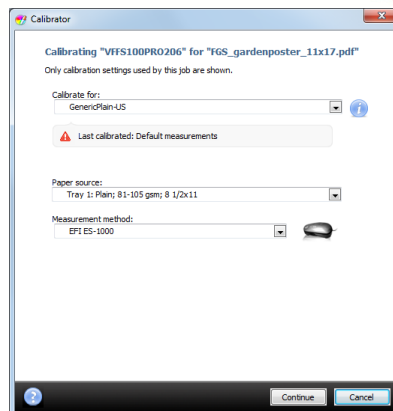 Calibrator
Calibrating "VFFS100PRO206" for "FGS_gardenposter_11x17.pdf"
Only calibration settings used by this job are shown.
Calibrate for:
GenericPlain-US
Last calibrated: Default measurements
Paper source:
Tray 1: Plain; 81-105 gsm; 8 1/2x11
Measurement method:
EFI ES-1000
Continue
Cancel